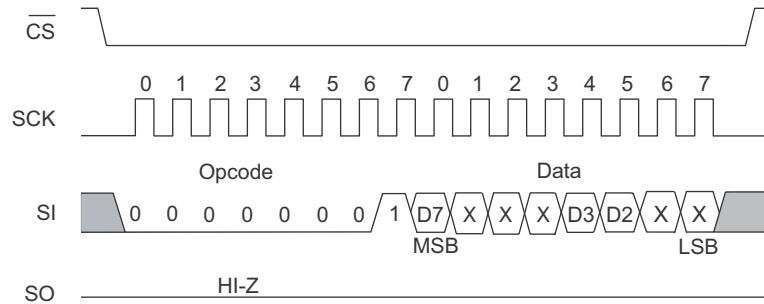 CS
0 1 2 3 4 5 6 7 0 1 2 3 4 5 6 7
SCK
Opcode Data
SI 0 0 0 0 0 0 0 1 D7 X X X D3 D2 X X
MSB LSB
HI-Z
SO